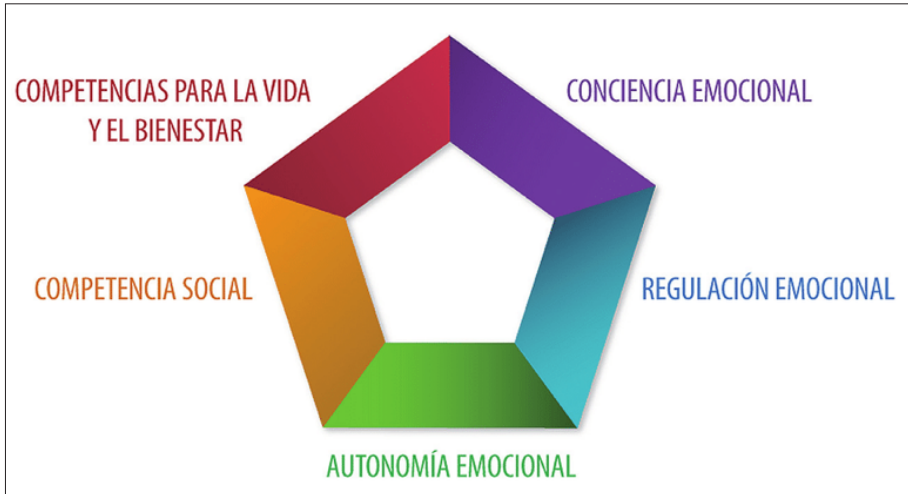 COMPETENCIAS PARA LA VIDA
Y EL BIENESTAR
CONCIENCIA EMOCIONAL
COMPETENCIA SOCIAL
REGULACIÓN EMOCIONAL
AUTONOMÍA EMOCIONAL